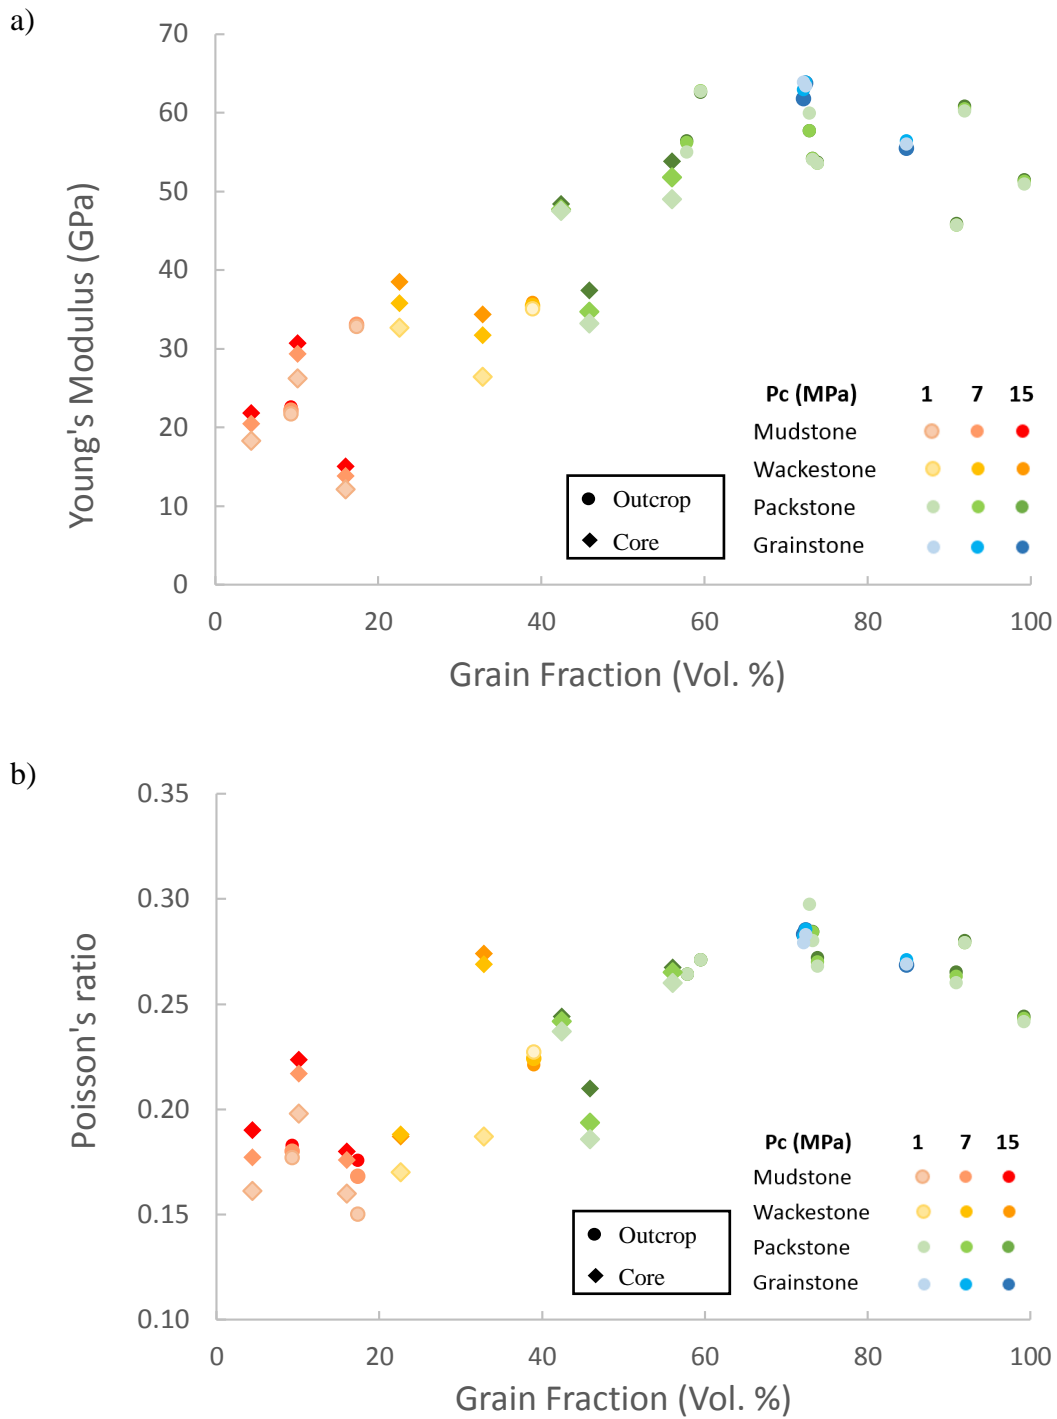 a)
70
60
50
40
30
20
10
0
Young's Modulus (GPa)
Pc (MPa) 1 7 15
Mudstone
Wackestone
Packstone
Grainstone
Outcrop
Core
0 20 40 60 80 100
Grain Fraction (Vol. %)
b)
0.35
0.30
0.25
0.20
0.15
0.10
Poisson's ratio
Pc (MPa) 1 7 15
Mudstone
Wackestone
Packstone
Grainstone
Outcrop
Core
0 20 40 60 80 100
Grain Fraction (Vol. %)